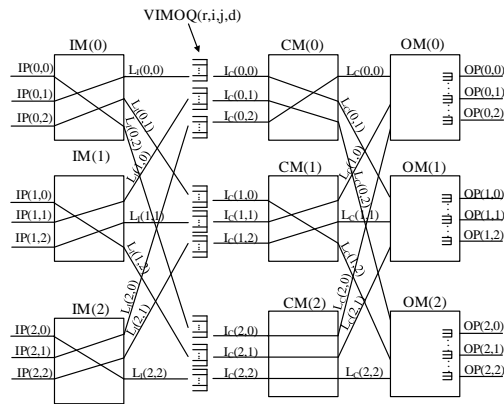 VIMOQ(r,i,j,d)
IM(0)
CM(0)
OM(0)
IP(0,0)
IP(0,1)
IP(0,2)
LI(0,0)
LI(0,1)
LI(0,2)
LI(1,0)
IC(0,0)
IC(0,1)
IC(0,2)
LC(0,0)
LC(0,1)
LC(1,0)
LC(0,2)
OP(0,0)
OP(0,1)
OP(0,2)
IM(1)
CM(1)
OM(1)
IP(1,0)
IP(1,1)
IP(1,2)
LI(1,1)
LI(1,2)
IC(1,0)
IC(1,1)
IC(1,2)
LC(1,1)
LC(1,2)
OP(1,0)
OP(1,1)
OP(1,2)
IM(2)
CM(2)
OM(2)
IP(2,0)
IP(2,1)
IP(2,2)
LI(2,0)
LI(2,1)
LI(2,2)
IC(2,0)
IC(2,1)
IC(2,2)
LC(2,0)
LC(2,1)
LC(2,2)
OP(2,0)
OP(2,1)
OP(2,2)